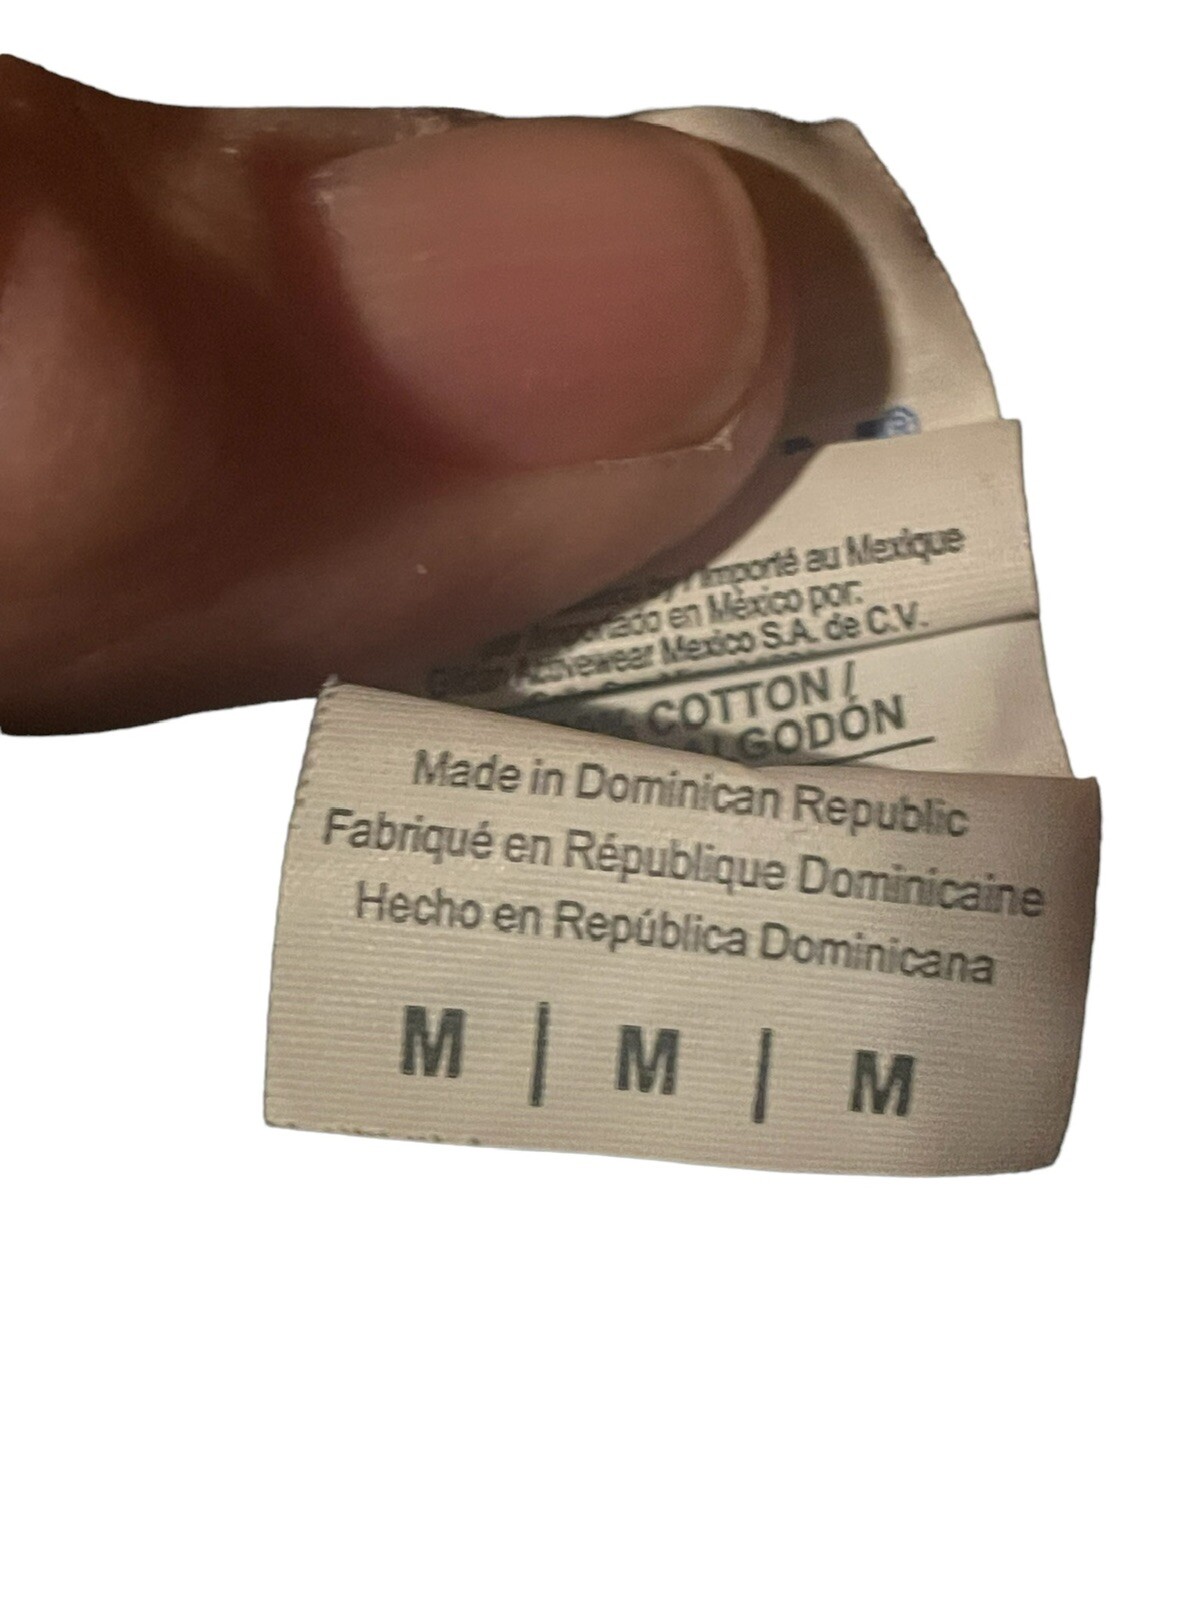 ®
importé au Mexique
en México por:
Activewear Mexico S.A. de C.V.
COTTON /
ALGODÓN
Made in Dominican Republic
Fabriqué en République Dominicaine
Hecho en República Dominicana
M | M | M